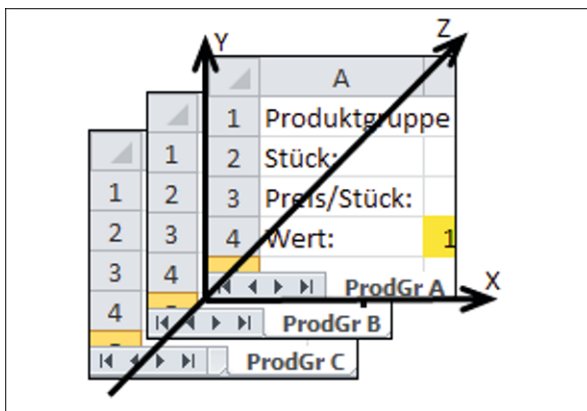 Y
Z
A
1 Produktgruppe
2 Stück:
3 Preis/Stück:
4 Wert: 1
ProdGr A
X
1
2
3
4
ProdGr B
1
2
3
4
ProdGr C